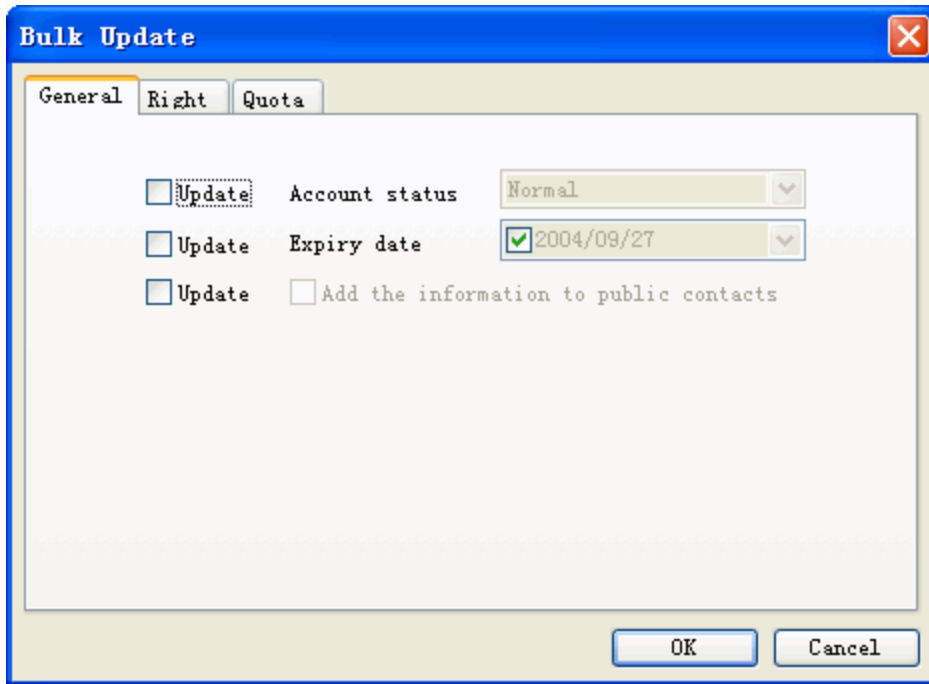 Bulk Update
General Right Quota
Update Account status Normal
Update Expiry date 2004/09/27
Update Add the information to public contacts
OK Cancel